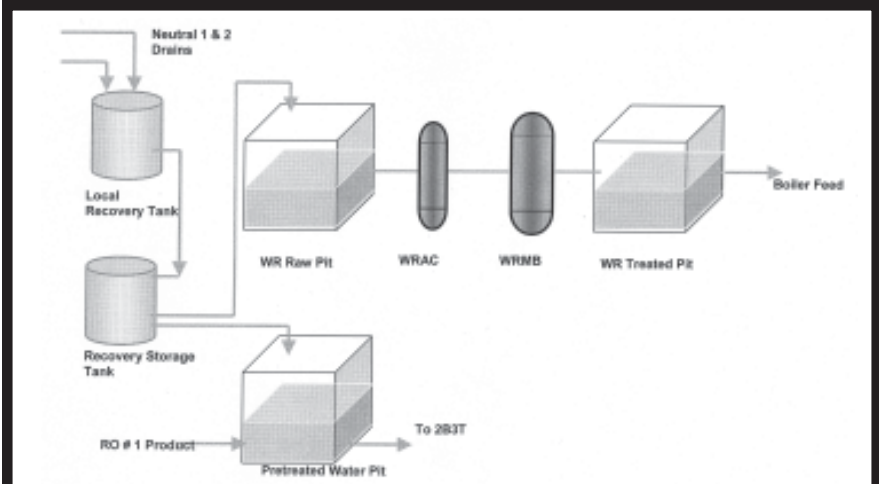 Neutral 1 & 2
Drains
Local
Recovery Tank
WR Raw Pit
WRAC
WRMB
WR Treated Pit
Boiler Feed
Recovery Storage
Tank
RO # 1 Product
To 2B3T
Pretreated Water Pit